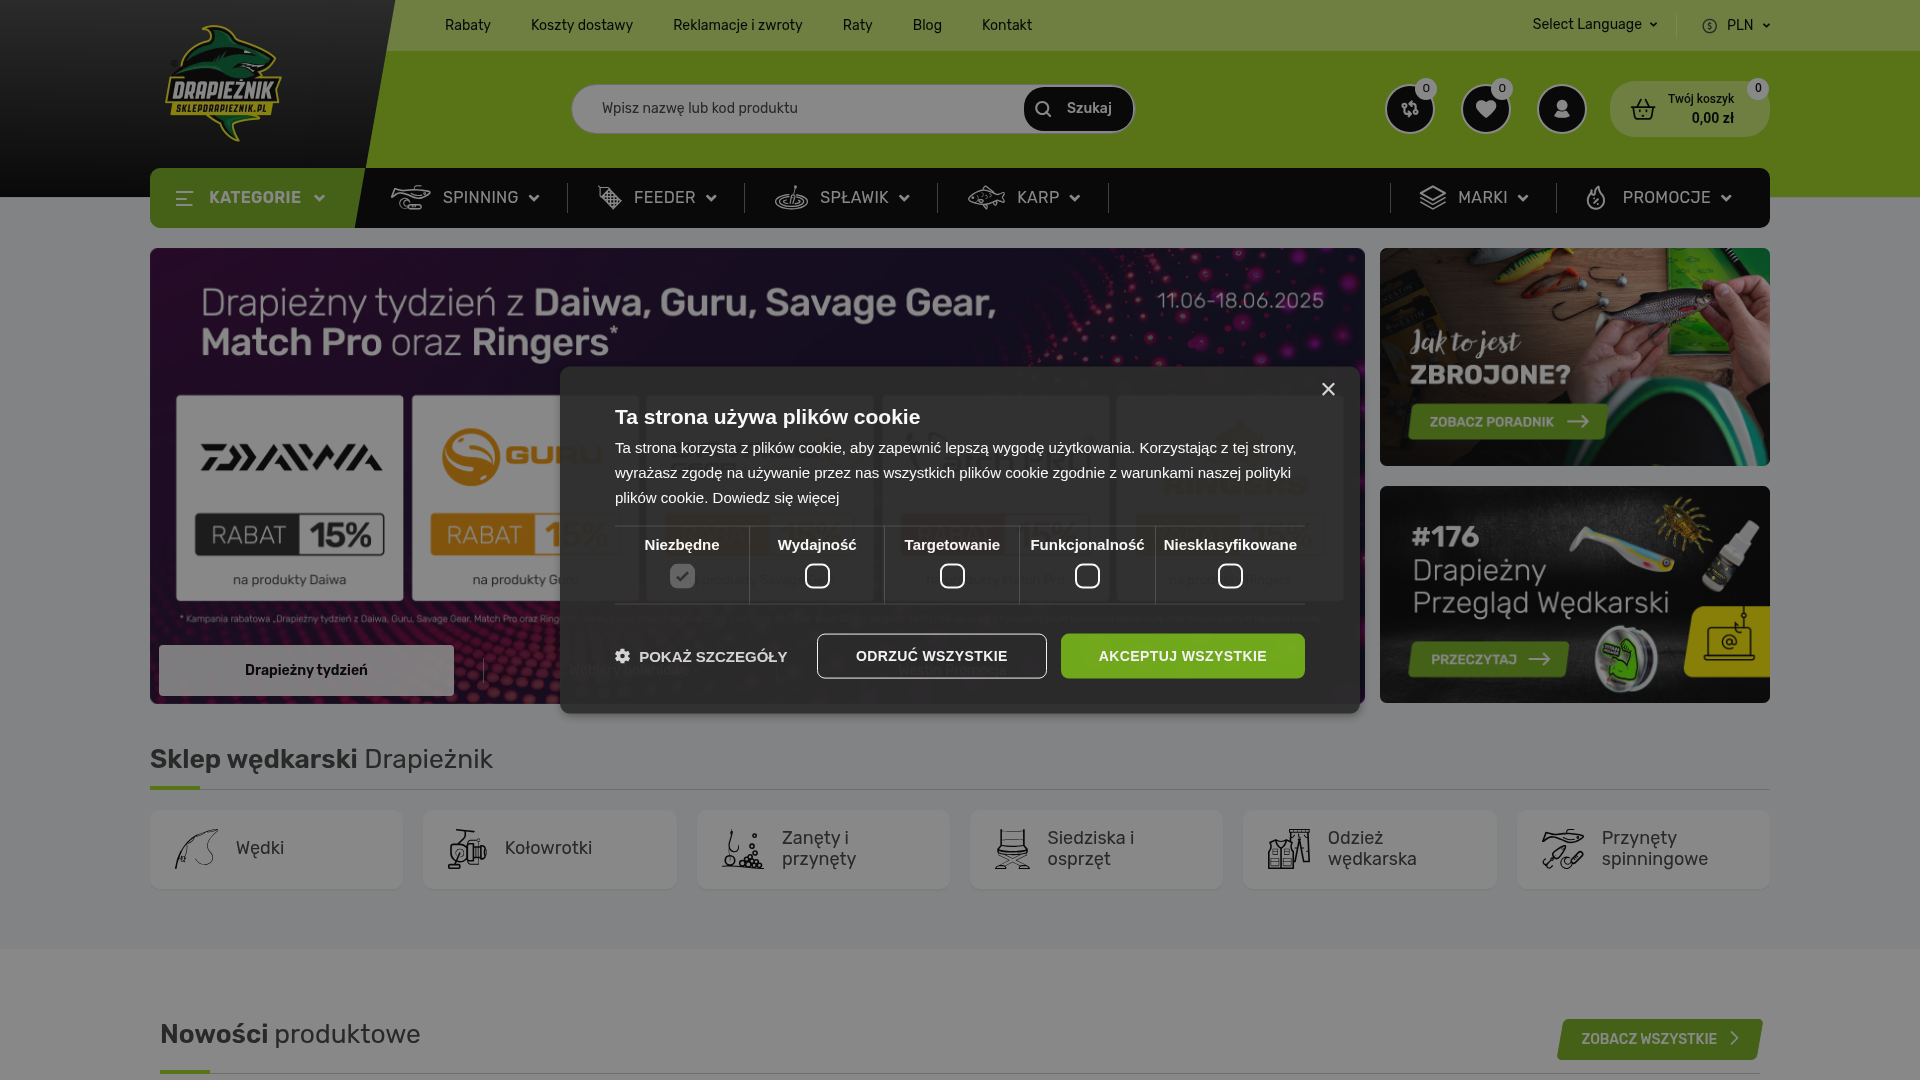 Rabaty Koszty dostawy Reklamacje i zwroty Raty Blog Kontakt Select Language PLN
DRAPIEŻNIK
SKLEPDRAPIEZNIK.PL
Wpisz nazwę lub kod produktu Szukaj 0 0 Twój koszyk 0
0,00 zł
KATEGORIE SPINNING FEEDER SPŁAWIK KARP MARKI PROMOCJE
Drapieżny tydzień z Daiwa, Guru, Savage Gear, 11.06-18.06.2025
Match Pro oraz Ringers*
DAIWA GURU
RABAT 15% RABAT
na produkty Daiwa na produkty Guru
* Kampania rabatowa „Drapieżny tydzień z Daiwa, Guru, Savage Gear, Match Pro oraz
Drapieżny tydzień
Jak to jest
ZBROJONE?
ZOBACZ PORADNIK
#176
Drapieżny
Przegląd Wędkarski
PRZECZYTAJ
Ta strona używa plików cookie
Ta strona korzysta z plików cookie, aby zapewnić lepszą wygodę użytkowania. Korzystając z tej strony,
wyrażasz zgodę na używanie przez nas wszystkich plików cookie zgodnie z warunkami naszej polityki
plików cookie. Dowiedz się więcej
Niezbędne Wydajność Targetowanie Funkcjonalność Niesklasyfikowane
POKAŻ SZCZEGÓŁY ODRZUĆ WSZYSTKIE AKCEPTUJ WSZYSTKIE
Sklep wędkarski Drapieżnik
Wędki
Kołowrotki
Zanęty i
przynęty
Siedziska i
osprzęt
Odzież
wędkarska
Przynęty
spinningowe
Nowości produktowe
ZOBACZ WSZYSTKIE